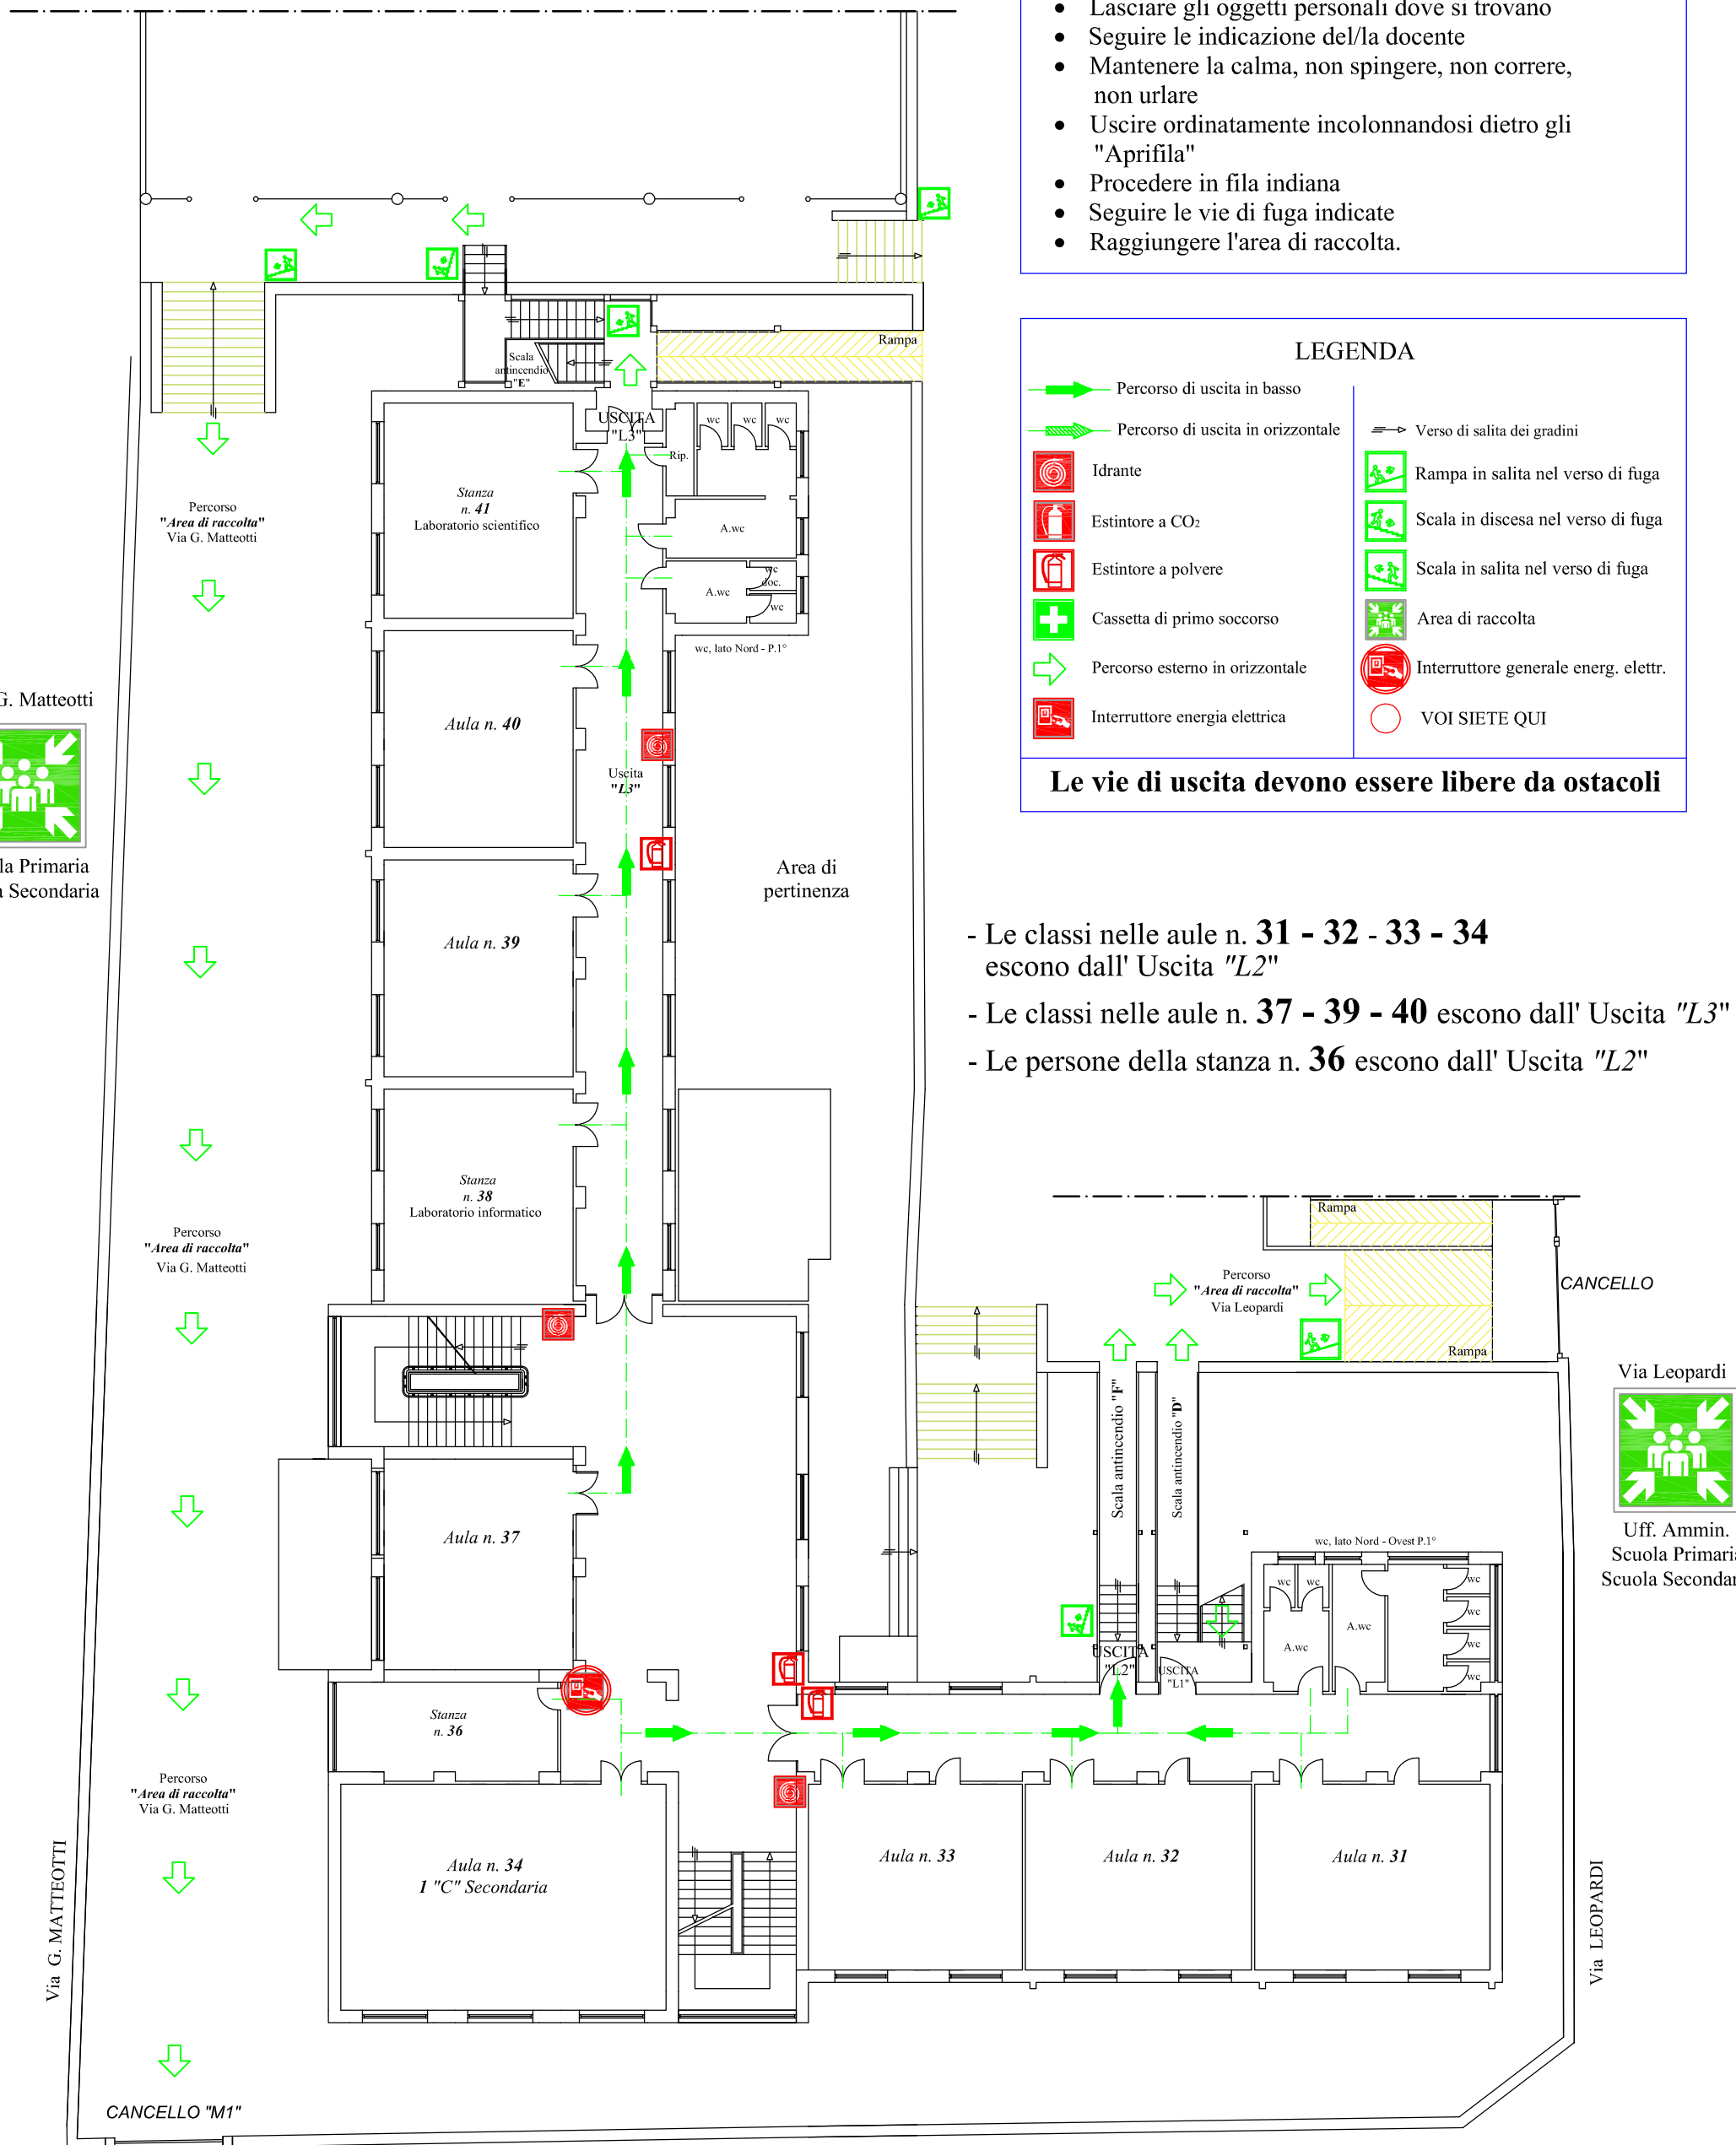 Lasciare gli oggetti personali dove si trovano
Seguire le indicazione del/la docente
Mantenere la calma, non spingere, non correre,
non urlare
Uscire ordinatamente incolonnandosi dietro gli
"Aprifila"
Procedere in fila indiana
Seguire le vie di fuga indicate
Raggiungere l'area di raccolta.
LEGENDA
Percorso di uscita in basso
Percorso di uscita in orizzontale
Idrante
Estintore a CO2
Estintore a polvere
Cassetta di primo soccorso
Percorso esterno in orizzontale
Interruttore energia elettrica
Verso di salita dei gradini
Rampa in salita nel verso di fuga
Scala in discesa nel verso di fuga
Scala in salita nel verso di fuga
Area di raccolta
Interruttore generale energ. elettr.
VOI SIETE QUI
Le vie di uscita devono essere libere da ostacoli
- Le classi nelle aule n. 31 - 32 - 33 - 34
escono dall' Uscita "L2"
- Le classi nelle aule n. 37 - 39 - 40 escono dall' Uscita "L3"
- Le persone della stanza n. 36 escono dall' Uscita "L2"
Rampa
Scala
antincendio
"E"
USCITA
"L3"
wc
wc
wc
Rip.
A.wc
A.wc
wc
doc.
wc
wc, lato Nord - P.1°
Stanza
n. 41
Laboratorio scientifico
Percorso
"Area di raccolta"
Via G. Matteotti
G. Matteotti
la Primaria
a Secondaria
Aula n. 40
Uscita
"L3"
Area di
pertinenza
Aula n. 39
Stanza
n. 38
Laboratorio informatico
Percorso
"Area di raccolta"
Via G. Matteotti
Rampa
Percorso
"Area di raccolta"
Via Leopardi
CANCELLO
Rampa
Via Leopardi
Uff. Ammin.
Scuola Primaria
Scuola Secondar
Scala antincendio "F"
Scala antincendio "D"
Aula n. 37
wc, lato Nord - Ovest P.1°
wc
wc
A.wc
A.wc
wc
wc
wc
wc
USCITA
"L2"
USCITA
"L1"
Stanza
n. 36
Percorso
"Area di raccolta"
Via G. Matteotti
Aula n. 34
1 "C" Secondaria
Aula n. 33
Aula n. 32
Aula n. 31
Via G. MATTEOTTI
Via LEOPARDI
CANCELLO "M1"